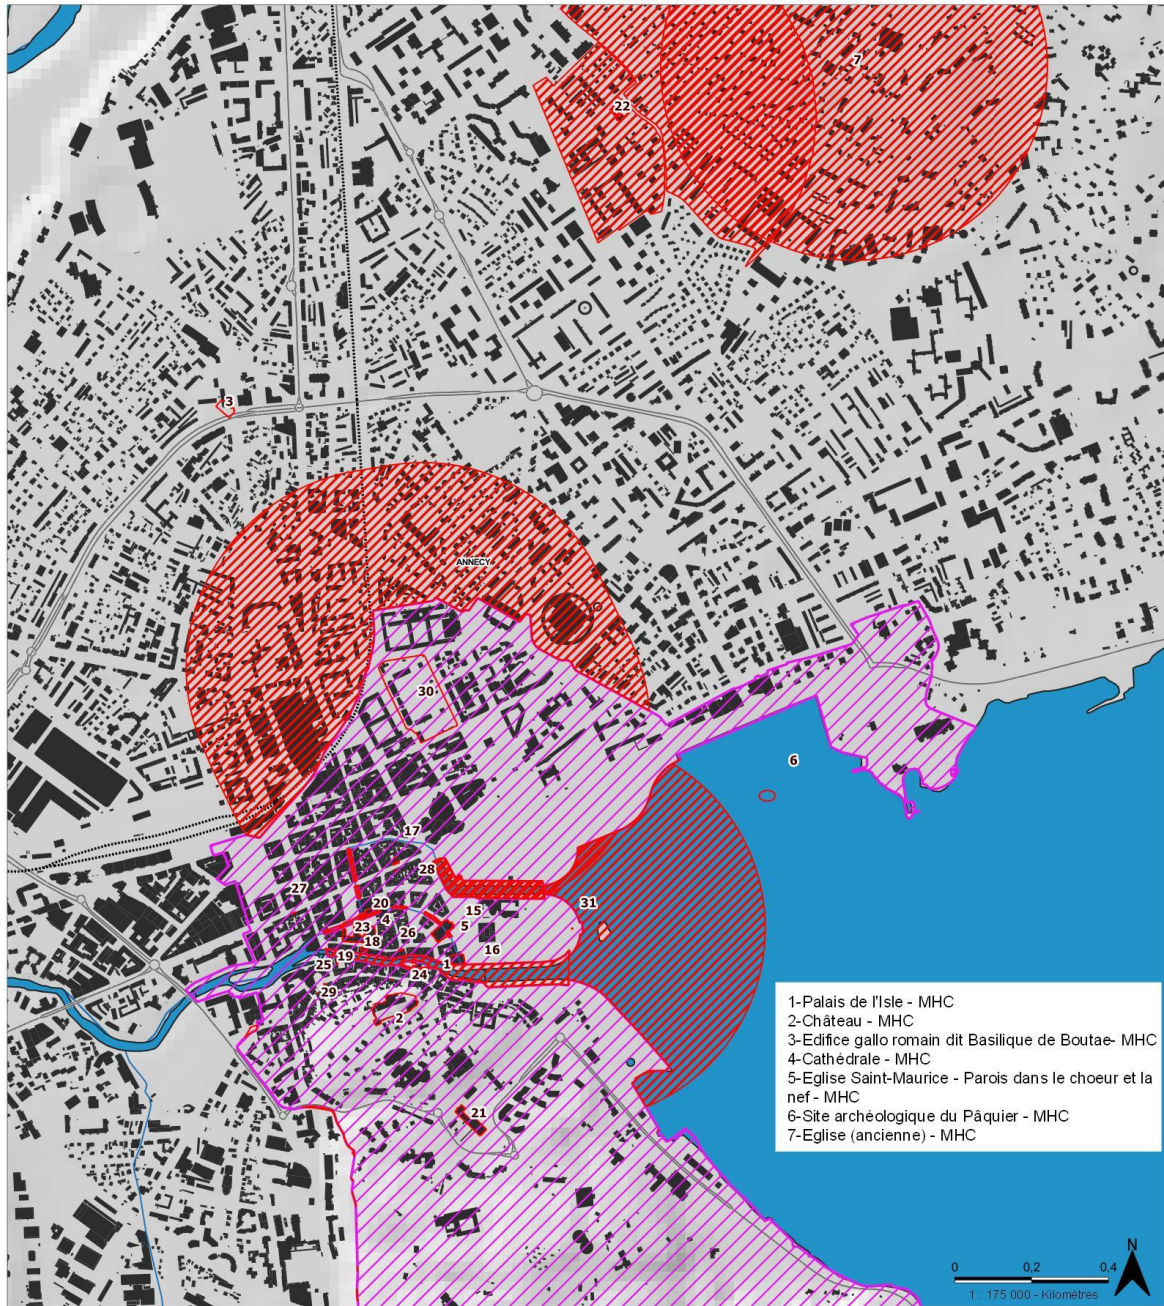 7
22
3
ANNECY
30
6
17
28
27
20
15
31
4
5
23
26
18
16
19
25
1
24
29
2
21
1-Palais de l'Isle - MHC
2-Château - MHC
3-Edifice gallo romain dit Basilique de Boutae- MHC
4-Cathédrale - MHC
5-Eglise Saint-Maurice - Parois dans le choeur et la
nef - MHC
6-Site archéologique du Pâquier - MHC
7-Eglise (ancienne) - MHC
N
0 0,2 0,4
1 : 175 000 - Kilomètres